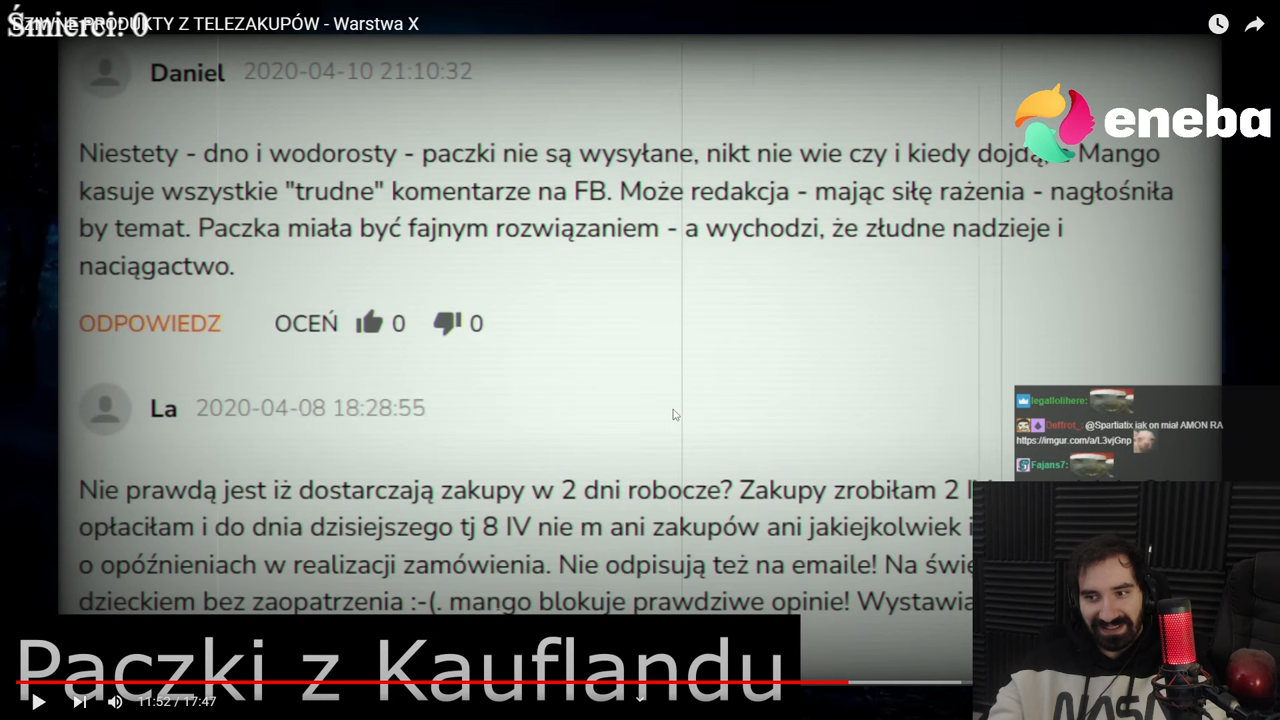 DZIWNE PRODUKTY Z TELEZAKUPÓW - Warstwa X
Śmierci: 0
Daniel 2020-04-10 21:10:32
eneba
Niestety - dno i wodorosty - paczki nie są wysyłane, nikt nie wie czy i kiedy dojdą. Mango
kasuje wszystkie "trudne" komentarze na FB. Może redakcja - mając siłę rażenia - nagłośniła
by temat. Paczka miała być fajnym rozwiązaniem - a wychodzi, że złudne nadzieje i
naciągactwo.
ODPOWIEDZ OCEŃ 0 0
La 2020-04-08 18:28:55
legallolihere:
Deffrot_: @Spartiatix jak on miał AMON RA
https://imgur.com/a/L3vjGnp
Fajans7:
Nie prawdą jest iż dostarczają zakupy w 2 dni robocze? Zakupy zrobiłam 2
opłaciłam i do dnia dzisiejszego tj 8 IV nie m ani zakupów ani jakiejkolwiek
o opóźnieniach w realizacji zamówienia. Nie odpisują też na emaile! Na
dzieckiem bez zaopatrzenia :-(. mango blokuje prawdziwe opinie!
Paczki z Kauflandu
11:52 / 17:47